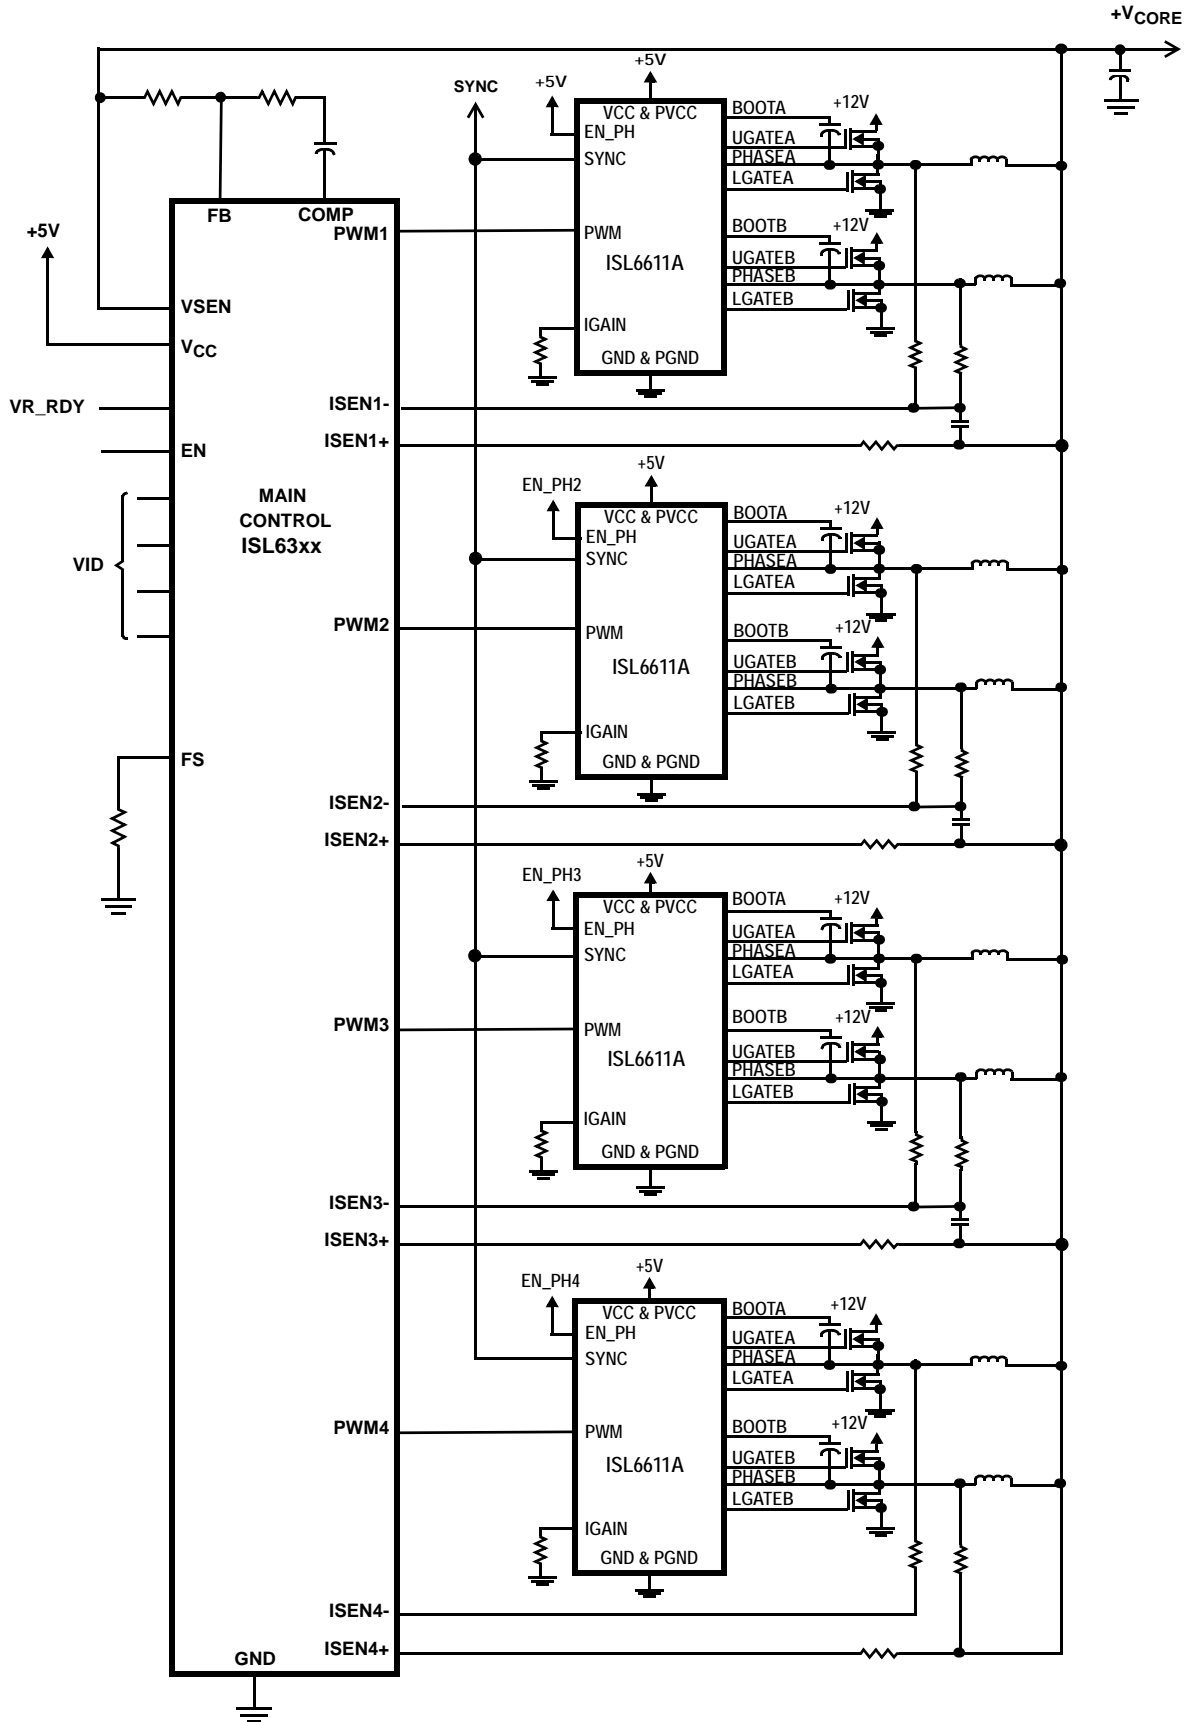 +VCORE
+5V
SYNC
+5V
VCC & PVCC
EN_PH
SYNC
PWM
ISL6611A
IGAIN
GND & PGND
BOOTA
+12V
UGATEA
PHASEA
LGATEA
BOOTB
+12V
UGATEB
PHASEB
LGATEB
FB
COMP
PWM1
+5V
VSEN
VCC
VR_RDY
EN
ISEN1-
ISEN1+
MAIN
CONTROL
ISL63xx
VID
+5V
EN_PH2
VCC & PVCC
EN_PH
SYNC
PWM
ISL6611A
IGAIN
GND & PGND
BOOTA
+12V
UGATEA
PHASEA
LGATEA
BOOTB
+12V
UGATEB
PHASEB
LGATEB
PWM2
FS
ISEN2-
ISEN2+
+5V
EN_PH3
VCC & PVCC
EN_PH
SYNC
PWM
ISL6611A
IGAIN
GND & PGND
BOOTA
+12V
UGATEA
PHASEA
LGATEA
BOOTB
+12V
UGATEB
PHASEB
LGATEB
PWM3
ISEN3-
ISEN3+
+5V
EN_PH4
VCC & PVCC
EN_PH
SYNC
PWM
ISL6611A
IGAIN
GND & PGND
BOOTA
+12V
UGATEA
PHASEA
LGATEA
BOOTB
+12V
UGATEB
PHASEB
LGATEB
PWM4
ISEN4-
ISEN4+
GND